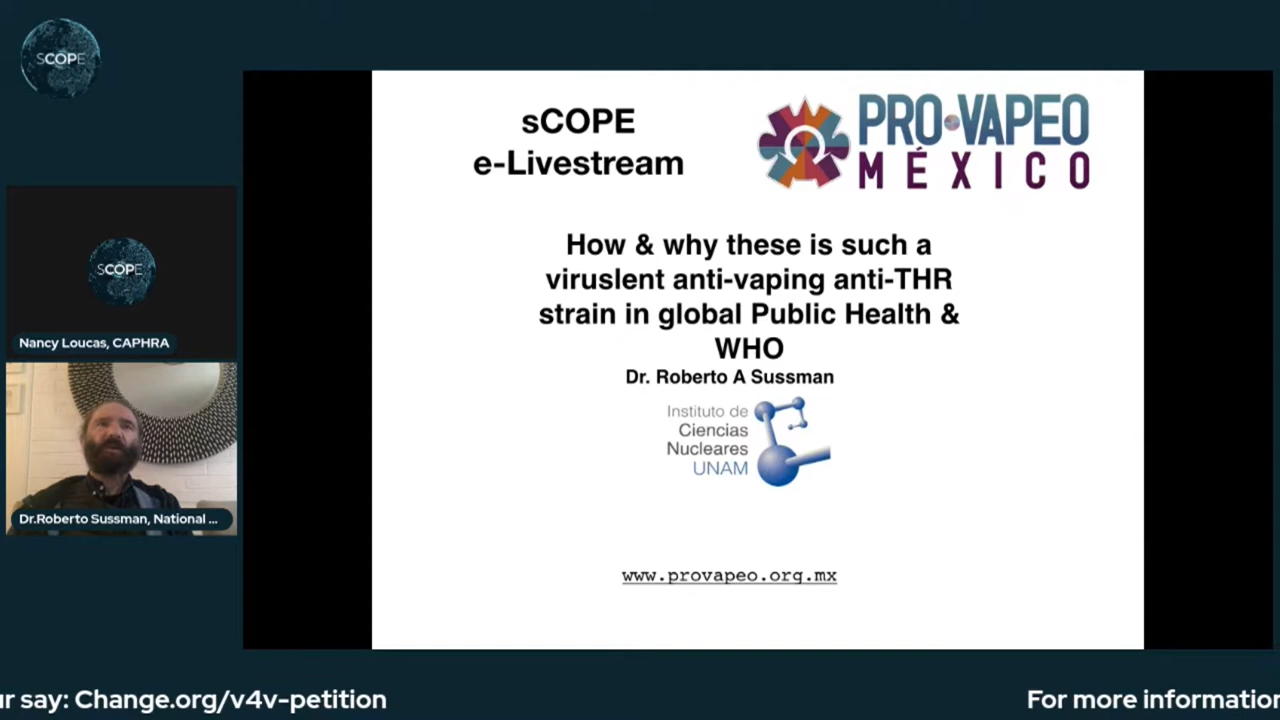 sCOPE
sCOPE
e-Livestream
PRO VAPEO
MÉXICO
How & why these is such a
viruslent anti-vaping anti-THR
strain in global Public Health &
WHO
Dr. Roberto A Sussman
Instituto de
Ciencias
Nucleares
UNAM
www.provapeo.org.mx
sCOPE
Nancy Loucas, CAPHRA
Dr.Roberto Sussman, National ...
ur say: Change.org/v4v-petition
For more information